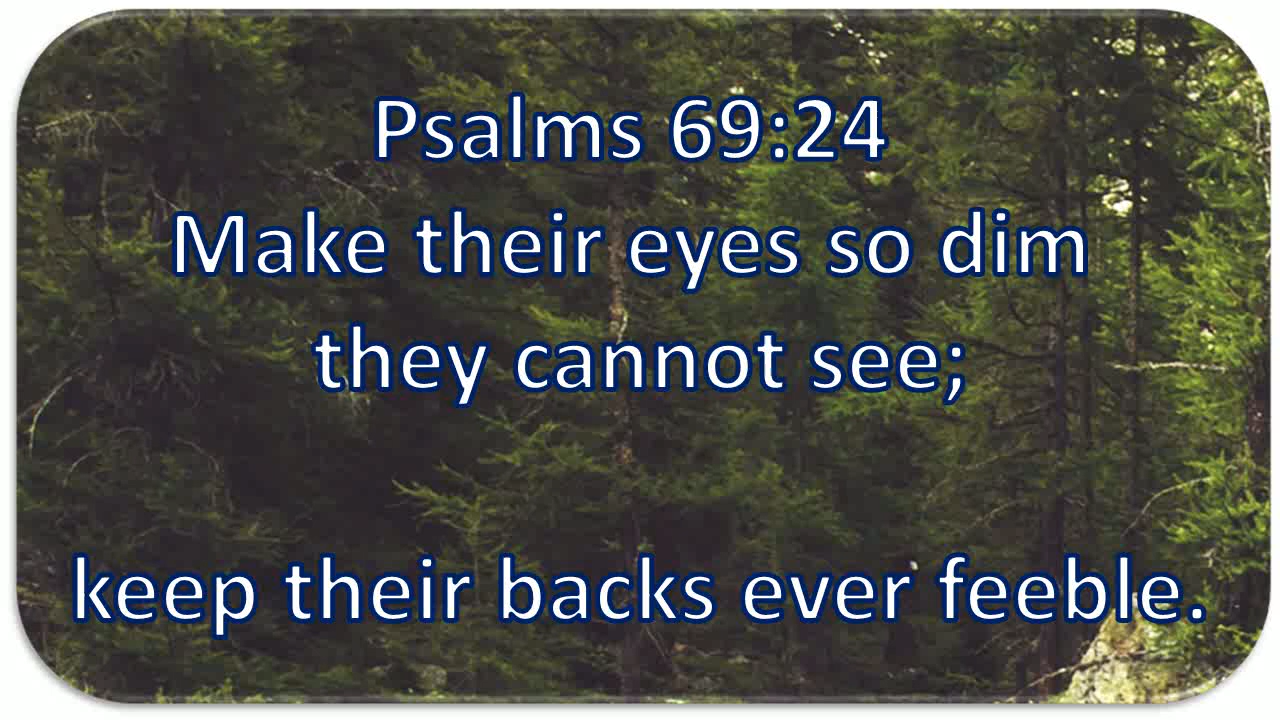 Psalms 69:24
Make their eyes so dim
they cannot see;
keep their backs ever feeble.